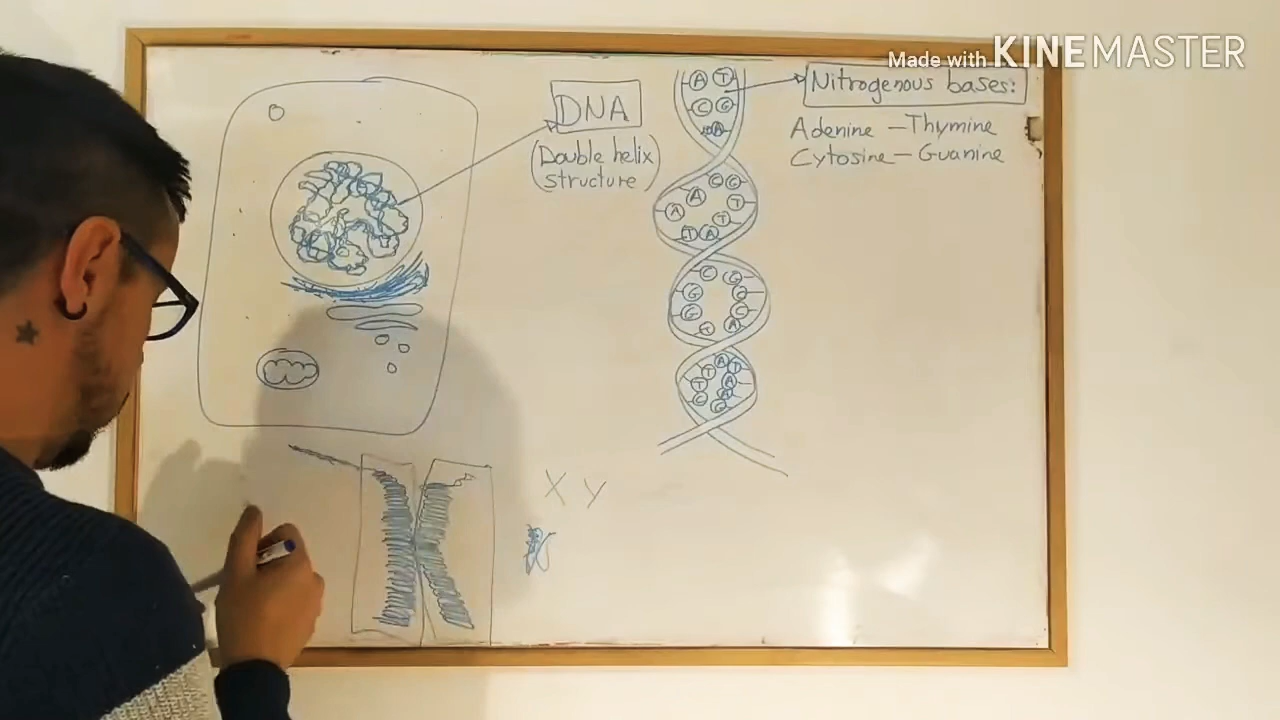 Made with KINEMASTER
DNA
(Double helix
structure)
Nitrogenous bases:
Adenine – Thymine
Cytosine – Guanine
A T
C G
A
C G
A
A T
T A T
C G
G G
G G
T A
A
T T
T A
C A
G
X Y